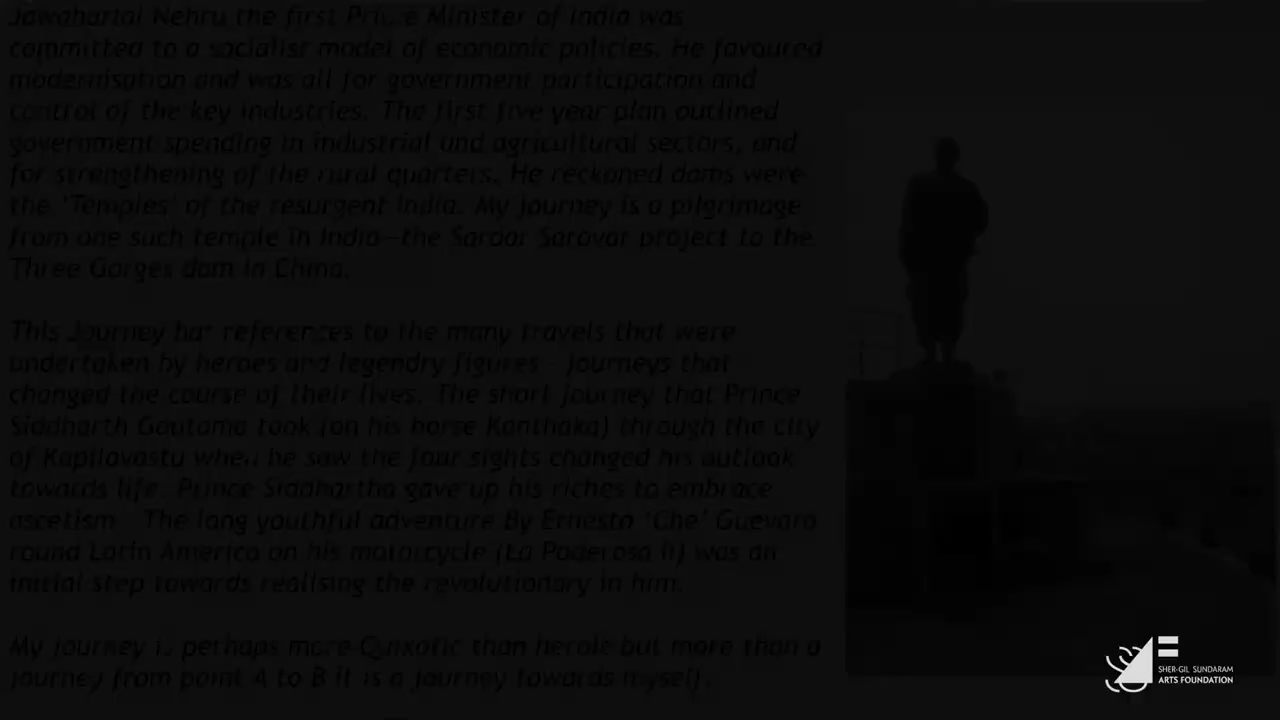 Jawaharlal Nehru the first Prime Minister of India was
committed to a socialist model of economic policies. He favoured
modernisation and was all for government participation and
control of the key industries. The first five year plan outlined
government spending in industrial and agricultural sectors, and
for strengthening of the rural quarters. He reckoned dams were
the 'Temples' of the resurgent India. My journey is a pilgrimage
from one such temple in India—the Sardar Sarovar project to the
Three Gorges dam in China.
This Journey has references to the many travels that were
undertaken by heroes and legendry figures - journeys that
changed the course of their lives. The short journey that Prince
Siddharth Gautama took (on his horse Kanthaka) through the city
of Kapilavastu when he saw the four sights changed his outlook
towards life. Prince Siddhartha gave up his riches to embrace
ascetism. The long youthful adventure By Ernesto 'Che' Guevara
round Latin America on his motorcycle (La Poderosa II) was an
initial step towards realising the revolutionary in him.
My journey is perhaps more Quixotic than heroic but more than a
journey from point A to B it is a journey towards myself.
SHER-GIL SUNDARAM
ARTS FOUNDATION